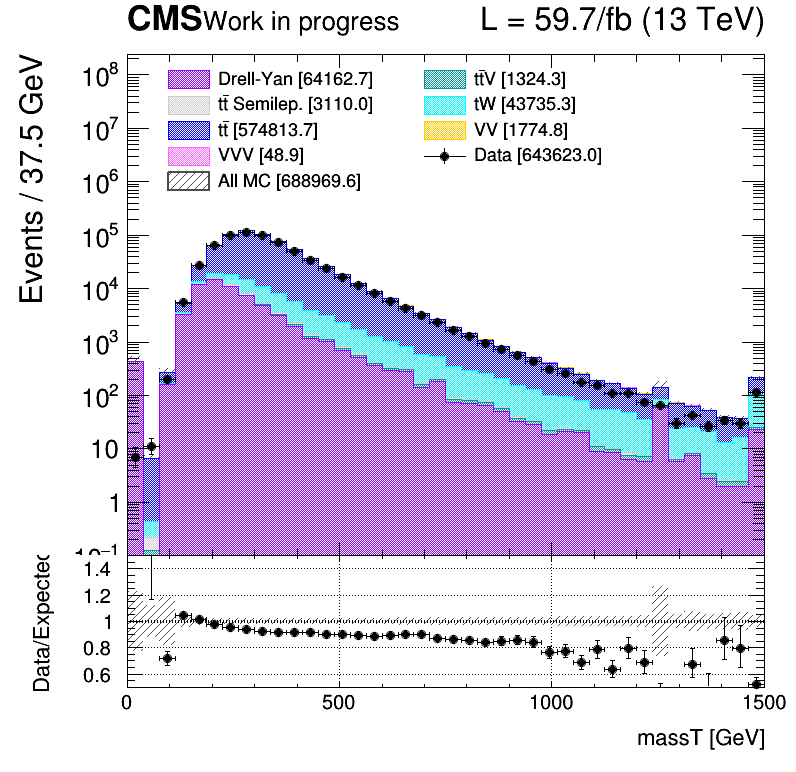 CMS Work in progress L = 59.7/fb (13 TeV)
Events / 37.5 GeV
10⁸
10⁷
10⁶
10⁵
10⁴
10³
10²
10
1
10⁻¹
Drell-Yan [64162.7]
tt̄ Semilep. [3110.0]
tt̄ [574813.7]
VVV [48.9]
All MC [688969.6]
tt̄V [1324.3]
tW [43735.3]
VV [1774.8]
Data [643623.0]
Data/Expected
1.4
1.2
1
0.8
0.6
0 500 1000 1500
massT [GeV]